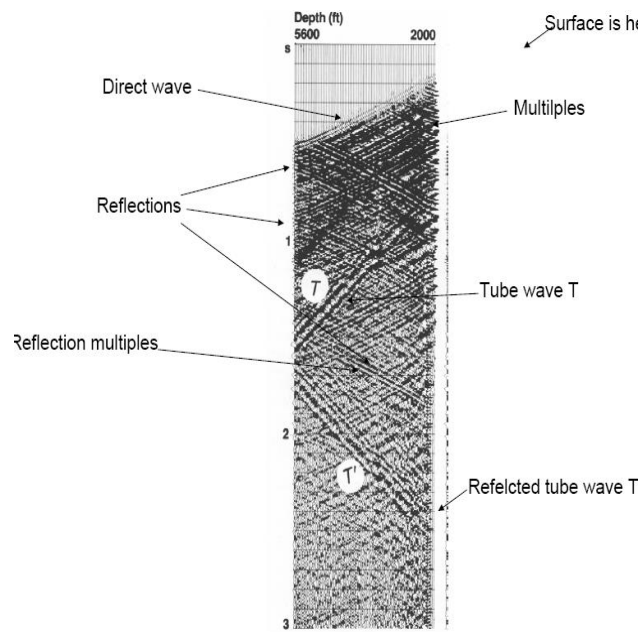 Depth (ft)
5600 2000
s
Surface is he
Direct wave
Multilples
Reflections
1
T
Tube wave T
Reflection multiples
2
T'
Refelcted tube wave T
3